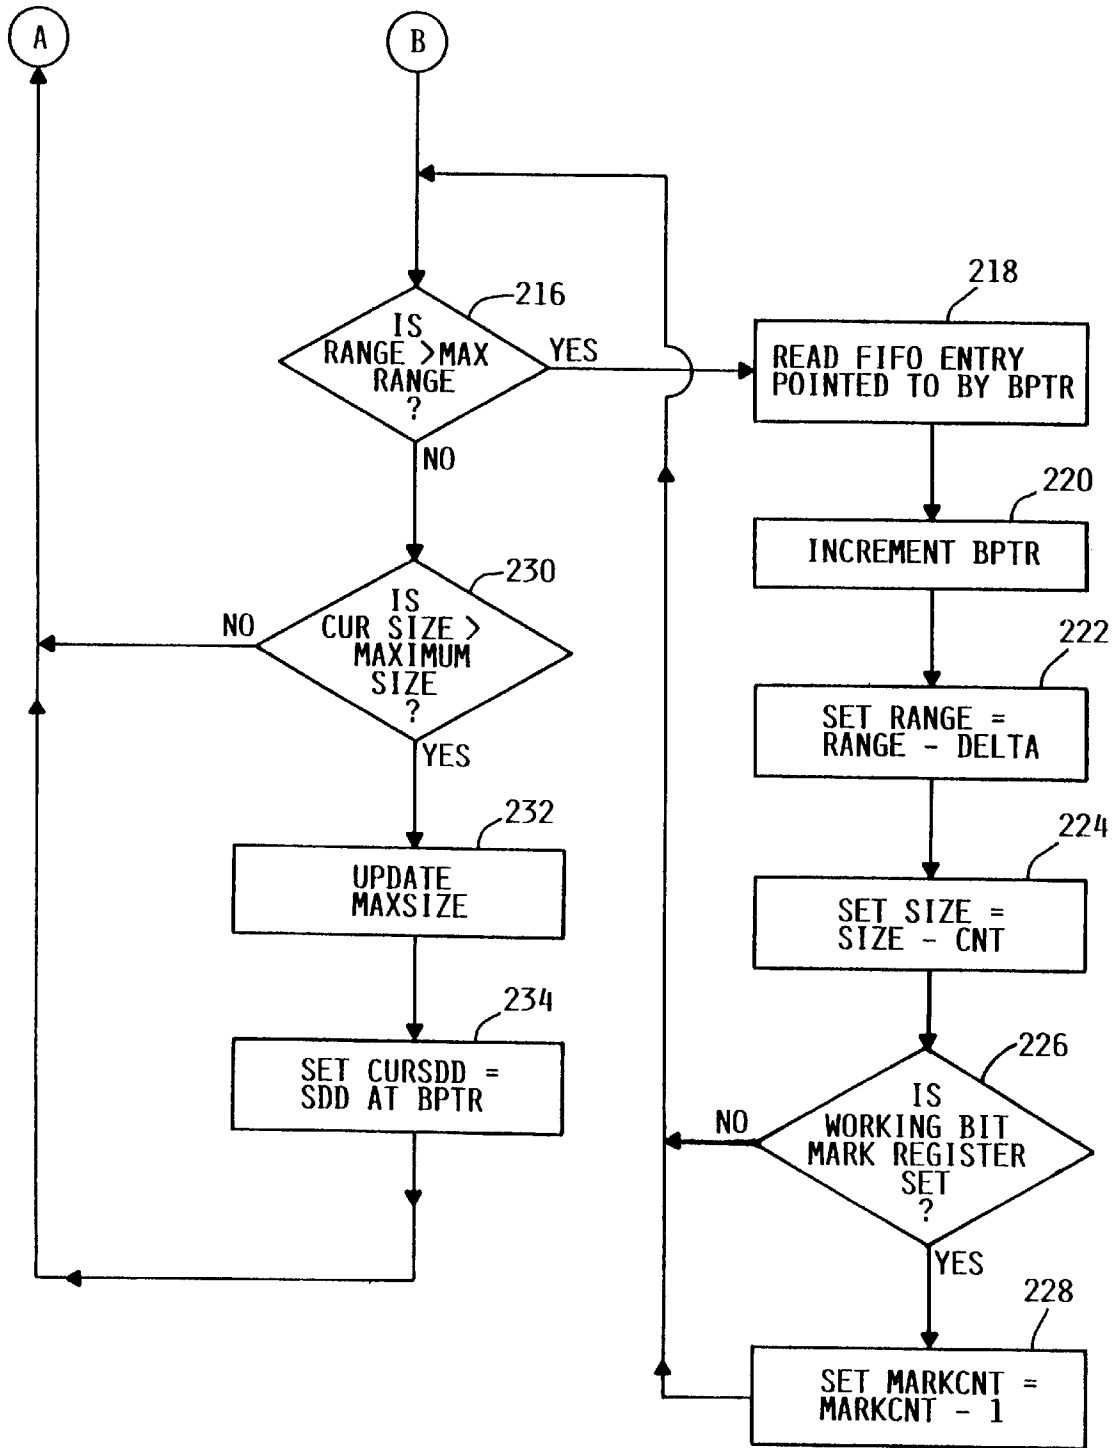 A
B
216
IS
RANGE >MAX
RANGE
?
YES
NO
218
READ FIFO ENTRY
POINTED TO BY BPTR
220
INCREMENT BPTR
222
SET RANGE =
RANGE - DELTA
224
SET SIZE =
SIZE - CNT
226
IS
WORKING BIT
MARK REGISTER
SET
?
NO
YES
228
SET MARKCNT =
MARKCNT - 1
230
IS
CUR SIZE >
MAXIMUM
SIZE
?
NO
YES
232
UPDATE
MAXSIZE
234
SET CURSDD =
SDD AT BPTR